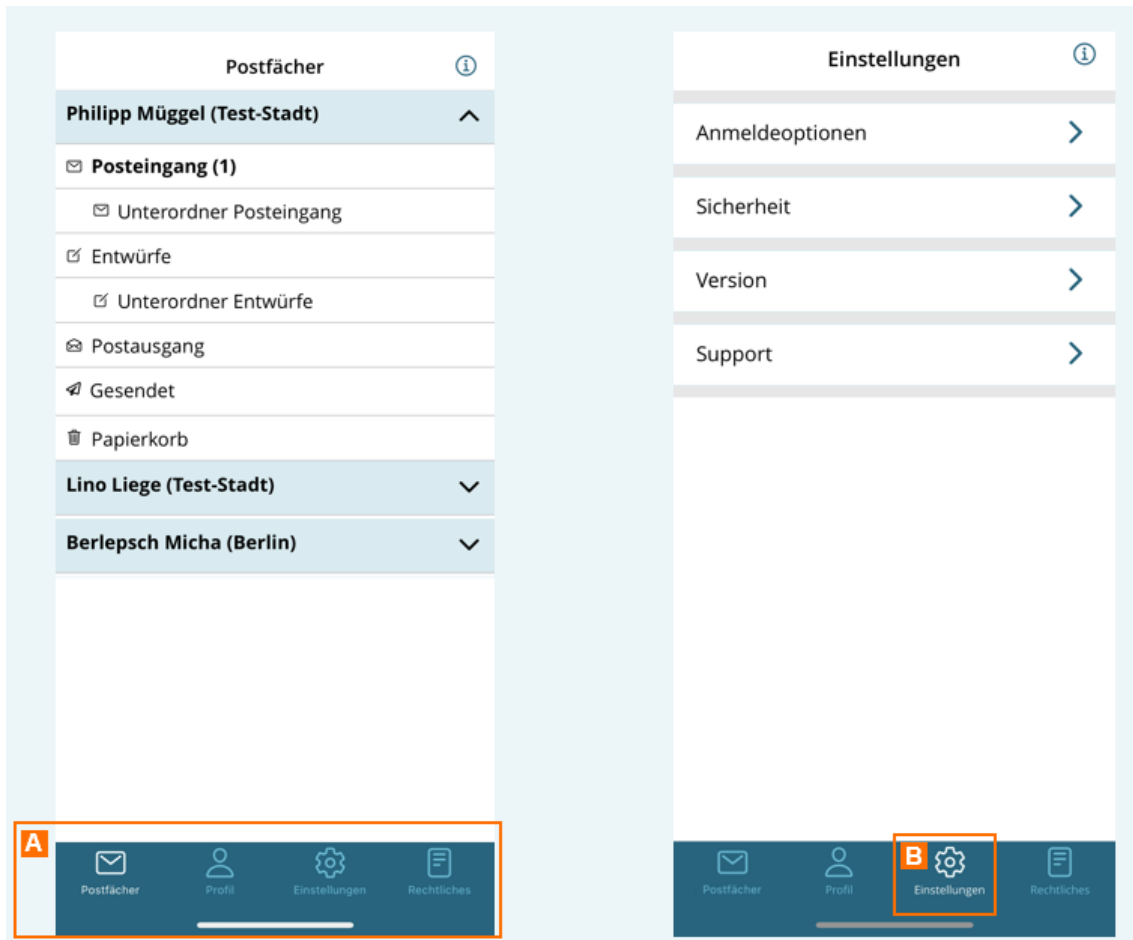 Postfächer
Philipp Müggel (Test-Stadt)
Posteingang (1)
Unterordner Posteingang
Entwürfe
Unterordner Entwürfe
Postausgang
Gesendet
Papierkorb
Lino Liege (Test-Stadt)
Berlepsch Micha (Berlin)
A
Postfächer Profil Einstellungen Rechtliches
Einstellungen
Anmeldeoptionen
Sicherheit
Version
Support
B
Postfächer Profil Einstellungen Rechtliches